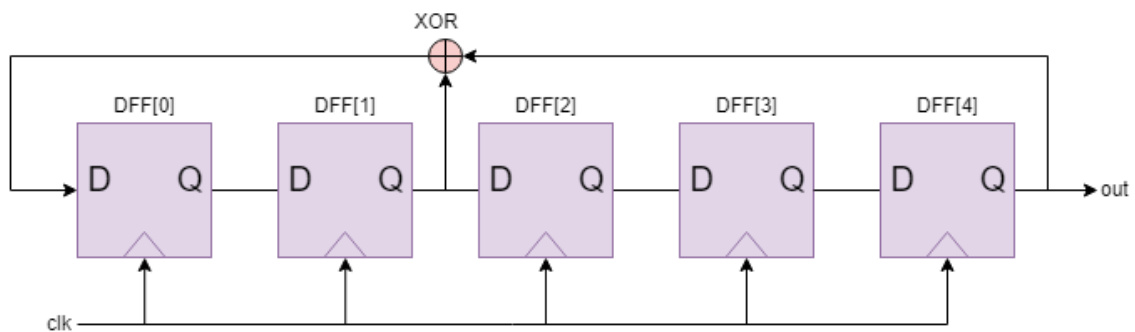 XOR
DFF[0] DFF[1] DFF[2] DFF[3] DFF[4]
D Q D Q D Q D Q D Q
out
clk